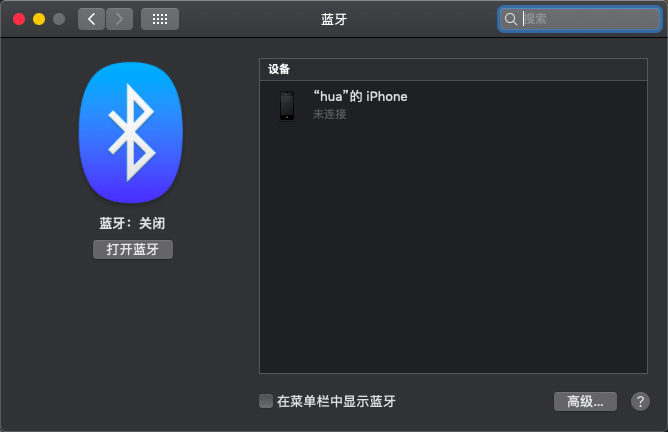 蓝牙
搜索
设备
“hua”的 iPhone
未连接
蓝牙：关闭
打开蓝牙
在菜单栏中显示蓝牙
高级...
?